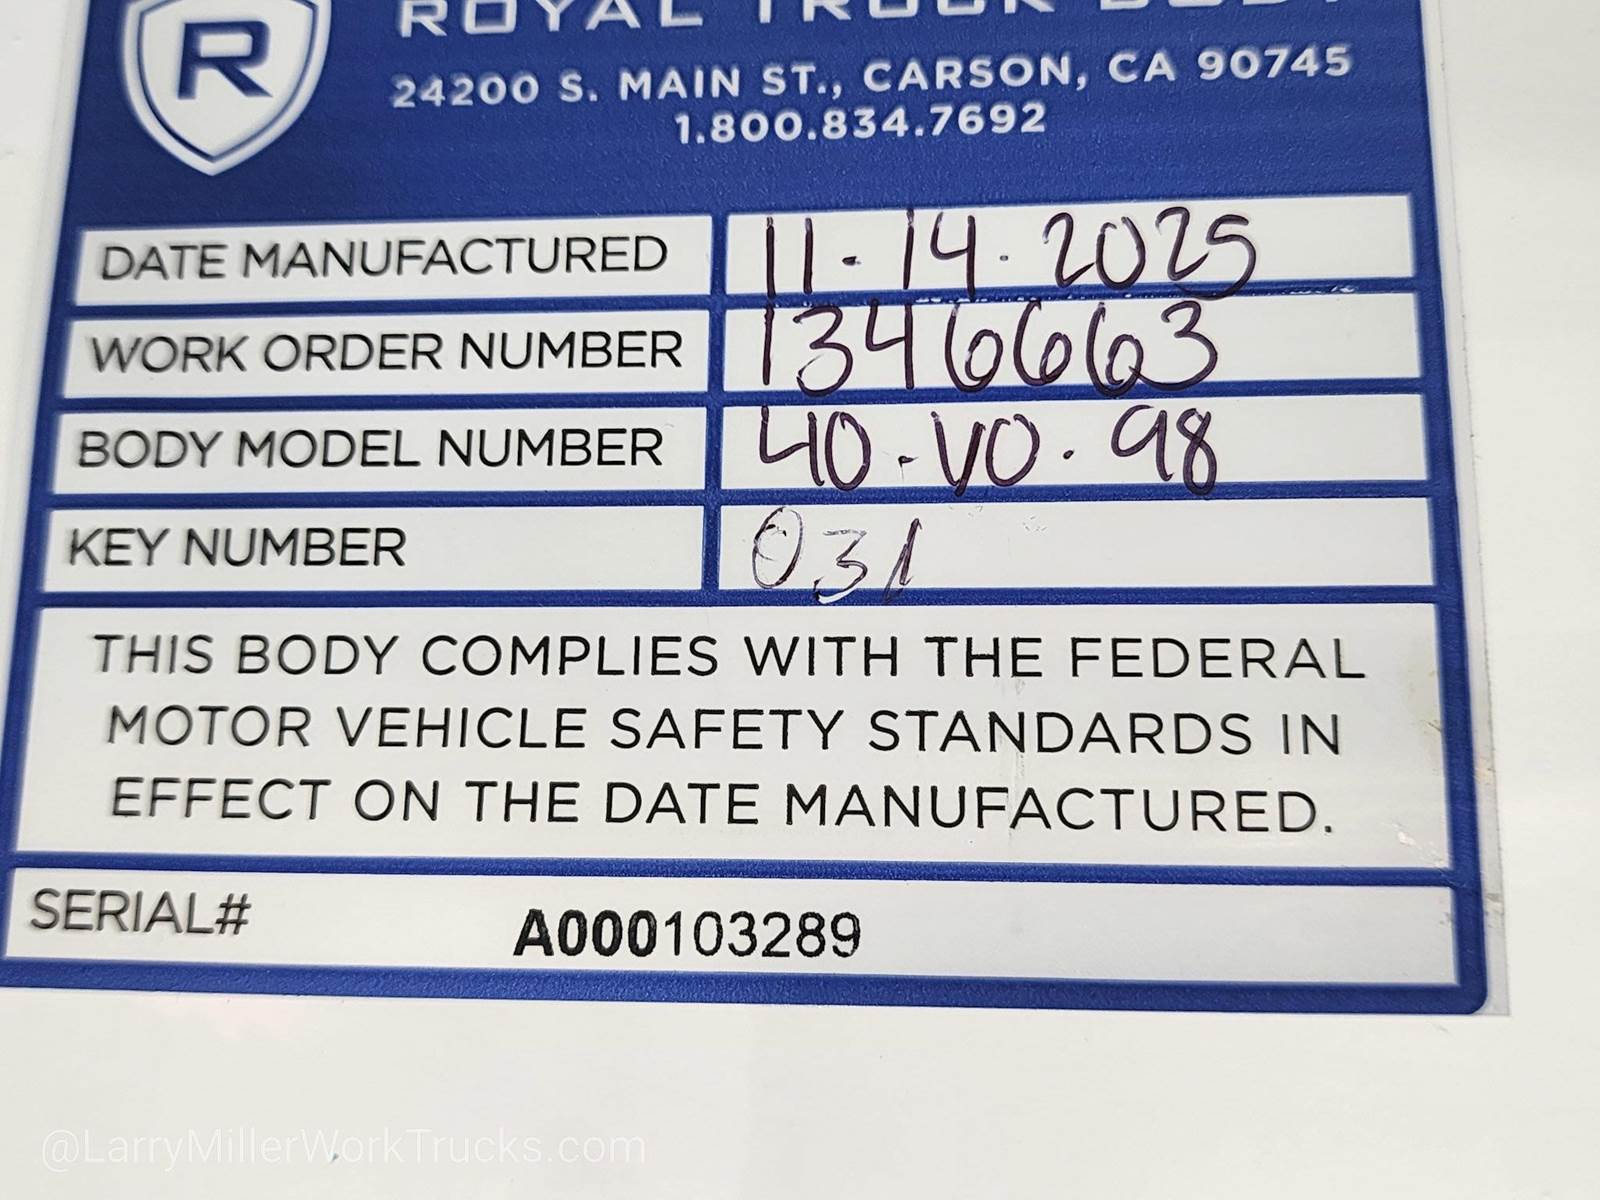 R
ROYAL TRUCK BODY
24200 S. MAIN ST., CARSON, CA 90745
1.800.834.7692
DATE MANUFACTURED 11-14-2025
WORK ORDER NUMBER 1346663
BODY MODEL NUMBER 40-VO-98
KEY NUMBER 031
THIS BODY COMPLIES WITH THE FEDERAL
MOTOR VEHICLE SAFETY STANDARDS IN
EFFECT ON THE DATE MANUFACTURED.
SERIAL# A000103289
@LarryMillerWorkTrucks.com